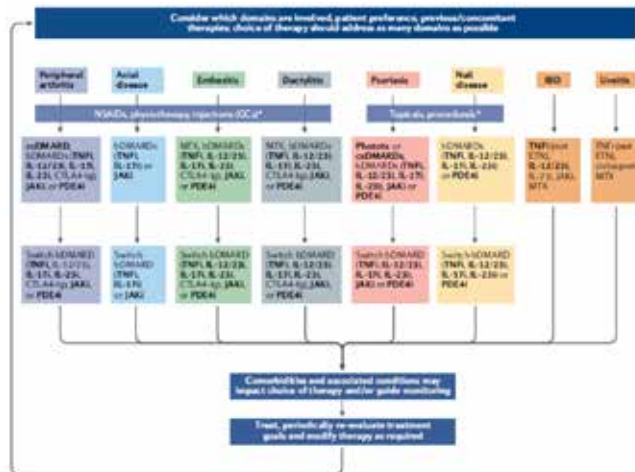 Consider which domains are involved, patient preference, previous/concomitant
therapies; choice of therapy should address as many domains as possible
Peripheral
arthritis
Axial
disease
Enthesitis
Dactylitis
Psoriasis
Nail
disease
IBD
Uveitis
NSAIDs, physiotherapy, injections (GCs)*
Topicals, procedures*
csDMARD,
bDMARDs (TNFi,
IL-12/23i, IL-17i,
IL-23i, CTLA4-Ig),
JAKi or PDE4i
bDMARDs
(TNFi,
IL-17i) or
JAKi
MTX, bDMARDs
(TNFi, IL-12/23i,
IL-17i, IL-23i,
CTLA4-Ig), JAKi,
or PDE4i
MTX, bDMARDs
(TNFi, IL-12/23i,
IL-17i, IL-23i,
CTLA4-Ig), JAKi,
or PDE4i
Phototx or
csDMARDs,
bDMARDs (TNFi,
IL-12/23i, IL-17i,
IL-23i), JAKi or
PDE4i
bDMARDs
(TNFi, IL-12/23i,
IL-17i, IL-23i) or
PDE4i
TNFi (not
ETN),
IL-12/23i,
IL-23i, JAKi,
MTX
TNFi (not
ETN),
MTX
Switch bDMARD
(TNFi, IL-12/23i,
IL-17i, IL-23i,
CTLA4-Ig), JAKi,
or PDE4i
Switch
bDMARD
(TNFi,
IL-17i)
or JAKi
Switch bDMARD
(TNFi, IL-12/23i,
IL-17i, IL-23i,
CTLA4-Ig), JAKi,
or PDE4i
Switch bDMARD
(TNFi, IL-12/23i,
IL-17i, IL-23i,
CTLA4-Ig), JAKi,
or PDE4i
Switch bDMARD
(TNFi, IL-12/23i,
IL-17i, IL-23i),
JAKi or PDE4i
Switch bDMARD
(TNFi, IL-12/23i,
IL-17i, IL-23i) or
PDE4i
Comorbidities and associated conditions may
impact choice of therapy and/or guide monitoring
Treat, periodically re-evaluate treatment
goals and modify therapy as required